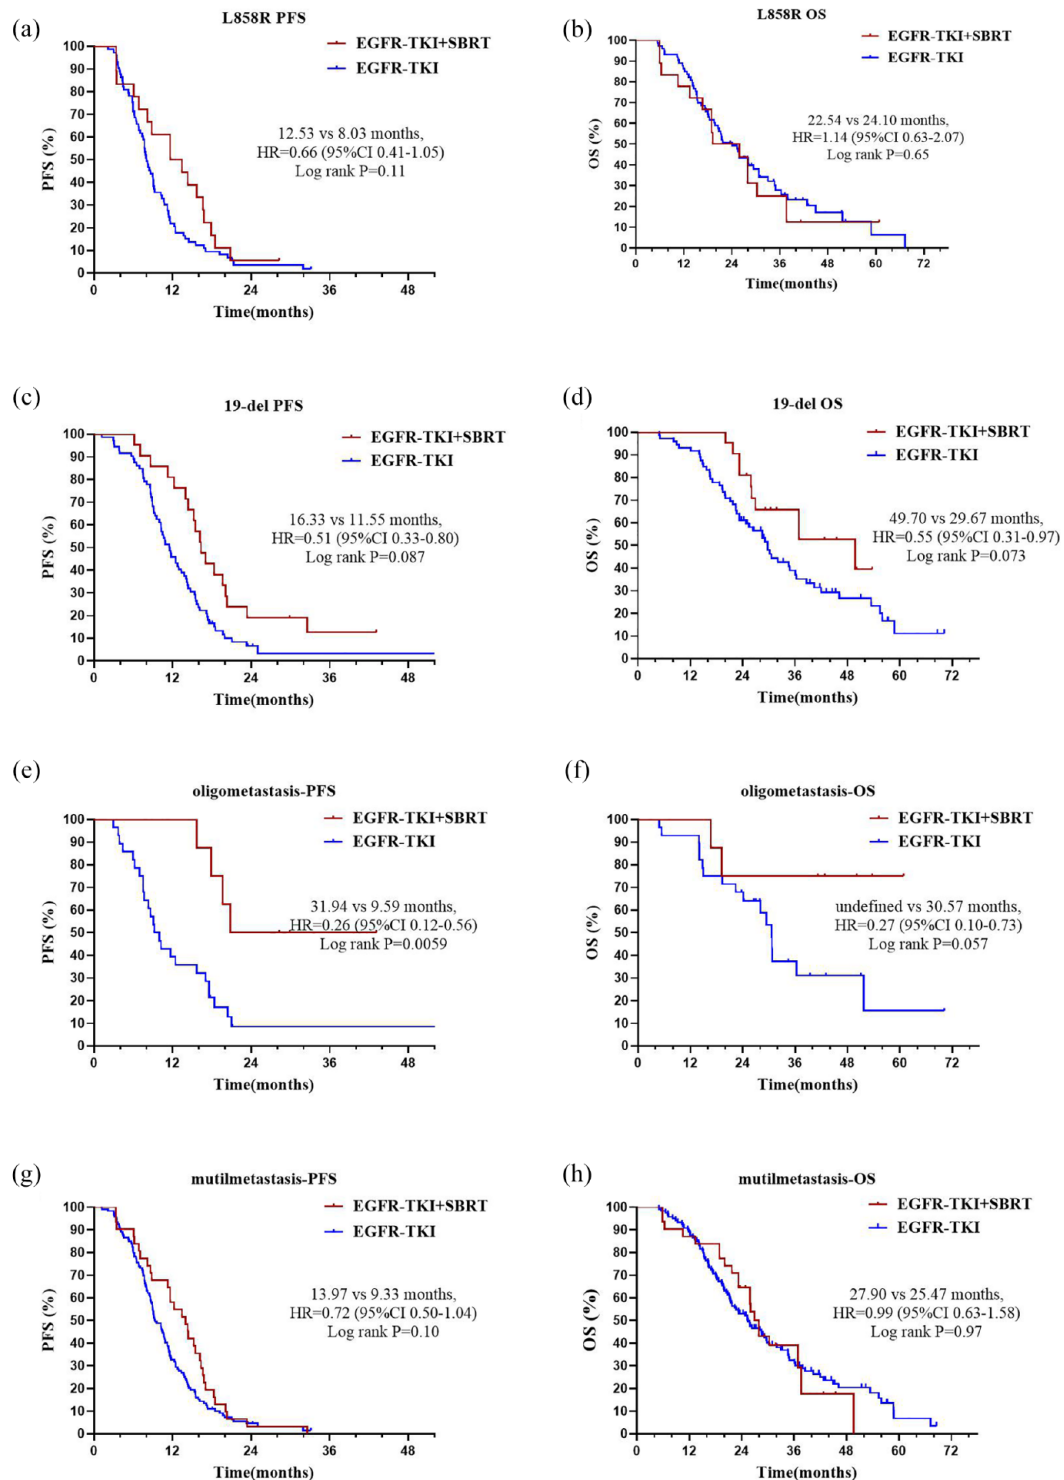 (a)
L858R PFS
EGFR-TKI+SBRT
EGFR-TKI
12.53 vs 8.03 months,
HR=0.66 (95%CI 0.41-1.05)
Log rank P=0.11
PFS (%)
100
90
80
70
60
50
40
30
20
10
0
0 12 24 36 48
Time(months)
(b)
L858R OS
EGFR-TKI+SBRT
EGFR-TKI
22.54 vs 24.10 months,
HR=1.14 (95%CI 0.63-2.07)
Log rank P=0.65
OS (%)
100
90
80
70
60
50
40
30
20
10
0
0 12 24 36 48 60 72
Time(months)
(c)
19-del PFS
EGFR-TKI+SBRT
EGFR-TKI
16.33 vs 11.55 months,
HR=0.51 (95%CI 0.33-0.80)
Log rank P=0.087
PFS (%)
100
90
80
70
60
50
40
30
20
10
0
0 12 24 36 48
Time(months)
(d)
19-del OS
EGFR-TKI+SBRT
EGFR-TKI
49.70 vs 29.67 months,
HR=0.55 (95%CI 0.31-0.97)
Log rank P=0.073
OS (%)
100
90
80
70
60
50
40
30
20
10
0
0 12 24 36 48 60 72
Time(months)
(e)
oligometastasis-PFS
EGFR-TKI+SBRT
EGFR-TKI
31.94 vs 9.59 months,
HR=0.26 (95%CI 0.12-0.56)
Log rank P=0.0059
PFS (%)
100
90
80
70
60
50
40
30
20
10
0
0 12 24 36 48
Time(months)
(f)
oligometastasis-OS
EGFR-TKI+SBRT
EGFR-TKI
undefined vs 30.57 months,
HR=0.27 (95%CI 0.10-0.73)
Log rank P=0.057
OS (%)
100
90
80
70
60
50
40
30
20
10
0
0 12 24 36 48 60 72
Time(months)
(g)
mutilmetastasis-PFS
EGFR-TKI+SBRT
EGFR-TKI
13.97 vs 9.33 months,
HR=0.72 (95%CI 0.50-1.04)
Log rank P=0.10
PFS (%)
100
90
80
70
60
50
40
30
20
10
0
0 12 24 36 48
Time(months)
(h)
mutilmetastasis-OS
EGFR-TKI+SBRT
EGFR-TKI
27.90 vs 25.47 months,
HR=0.99 (95%CI 0.63-1.58)
Log rank P=0.97
OS (%)
100
90
80
70
60
50
40
30
20
10
0
0 12 24 36 48 60 72
Time(months)